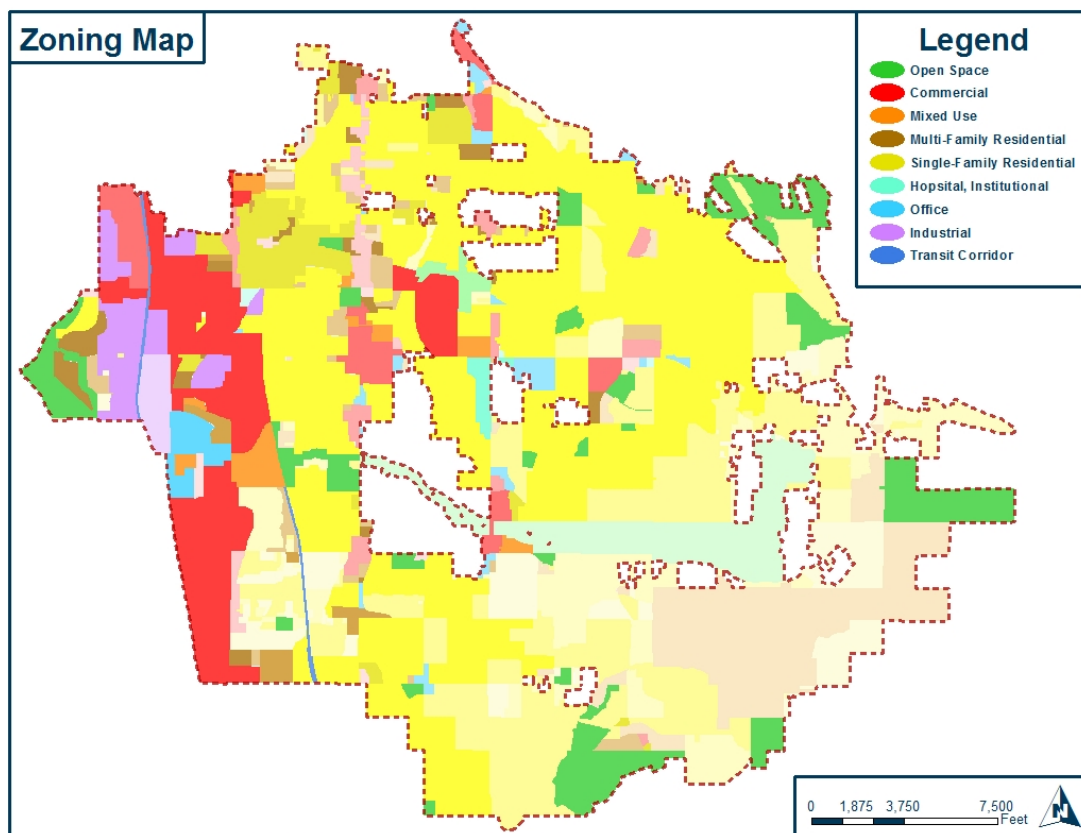 Zoning Map
Legend
Open Space
Commercial
Mixed Use
Multi-Family Residential
Single-Family Residential
Hopsital, Institutional
Office
Industrial
Transit Corridor
0 1,875 3,750 7,500
Feet
N